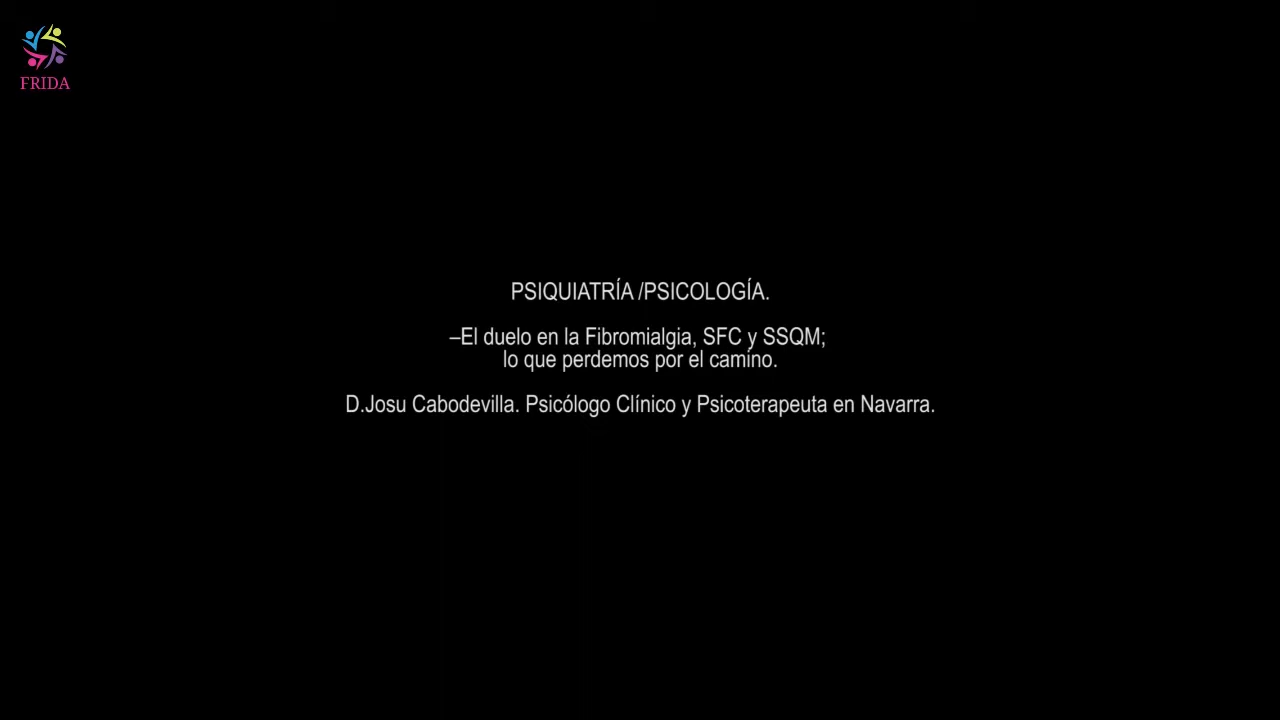 FRIDA
PSIQUIATRÍA /PSICOLOGÍA.
–El duelo en la Fibromialgia, SFC y SSQM;
lo que perdemos por el camino.
D.Josu Cabodevilla. Psicólogo Clínico y Psicoterapeuta en Navarra.